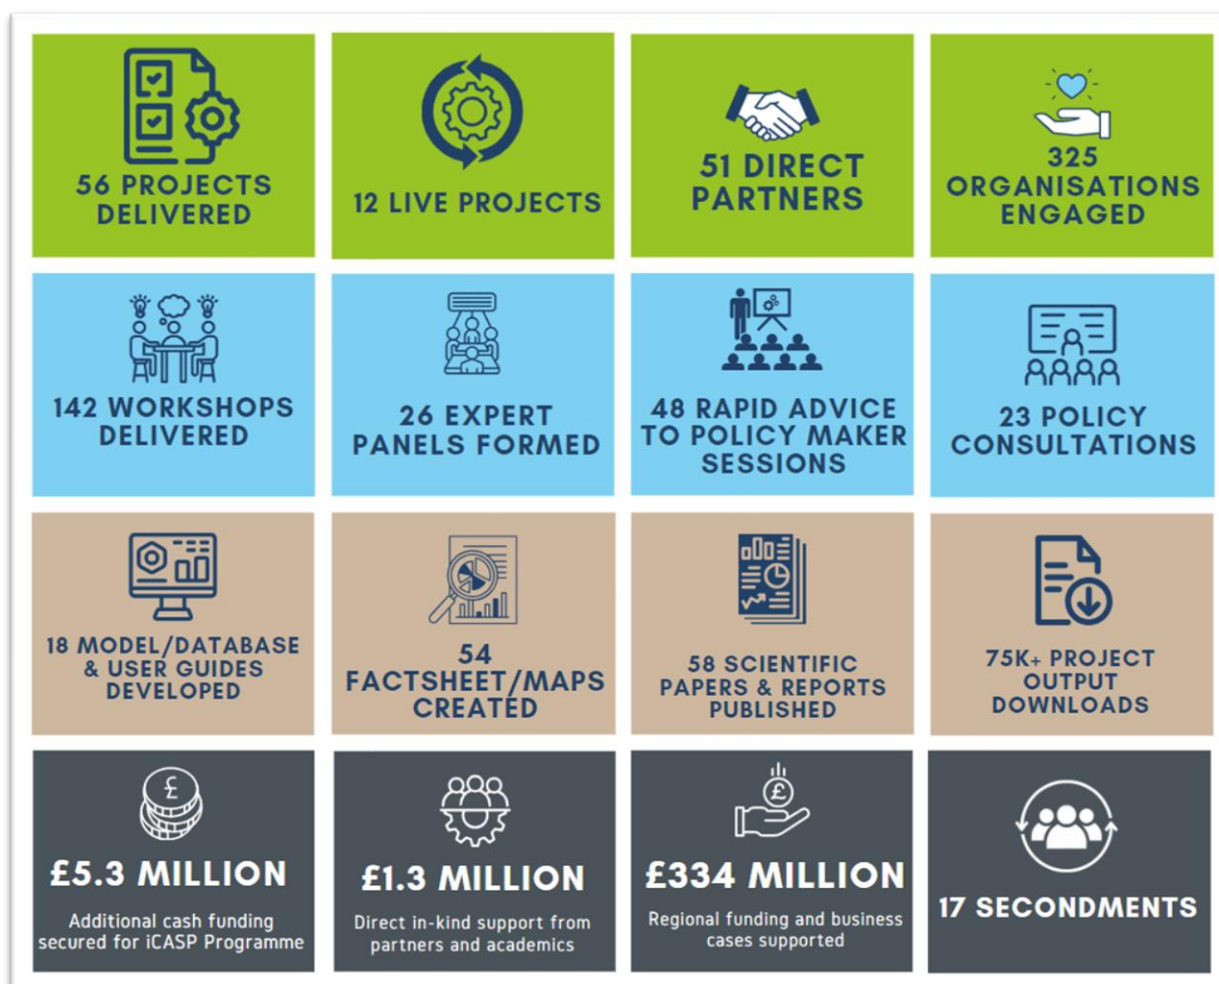 56 PROJECTS
DELIVERED
12 LIVE PROJECTS
51 DIRECT
PARTNERS
325
ORGANISATIONS
ENGAGED
142 WORKSHOPS
DELIVERED
26 EXPERT
PANELS FORMED
48 RAPID ADVICE
TO POLICY MAKER
SESSIONS
23 POLICY
CONSULTATIONS
18 MODEL/DATABASE
& USER GUIDES
DEVELOPED
54
FACTSHEET/MAPS
CREATED
58 SCIENTIFIC
PAPERS & REPORTS
PUBLISHED
75K+ PROJECT
OUTPUT
DOWNLOADS
£
£5.3 MILLION
Additional cash funding
secured for iCASP Programme
£1.3 MILLION
Direct in-kind support from
partners and academics
£
£334 MILLION
Regional funding and business
cases supported
17 SECONDMENTS